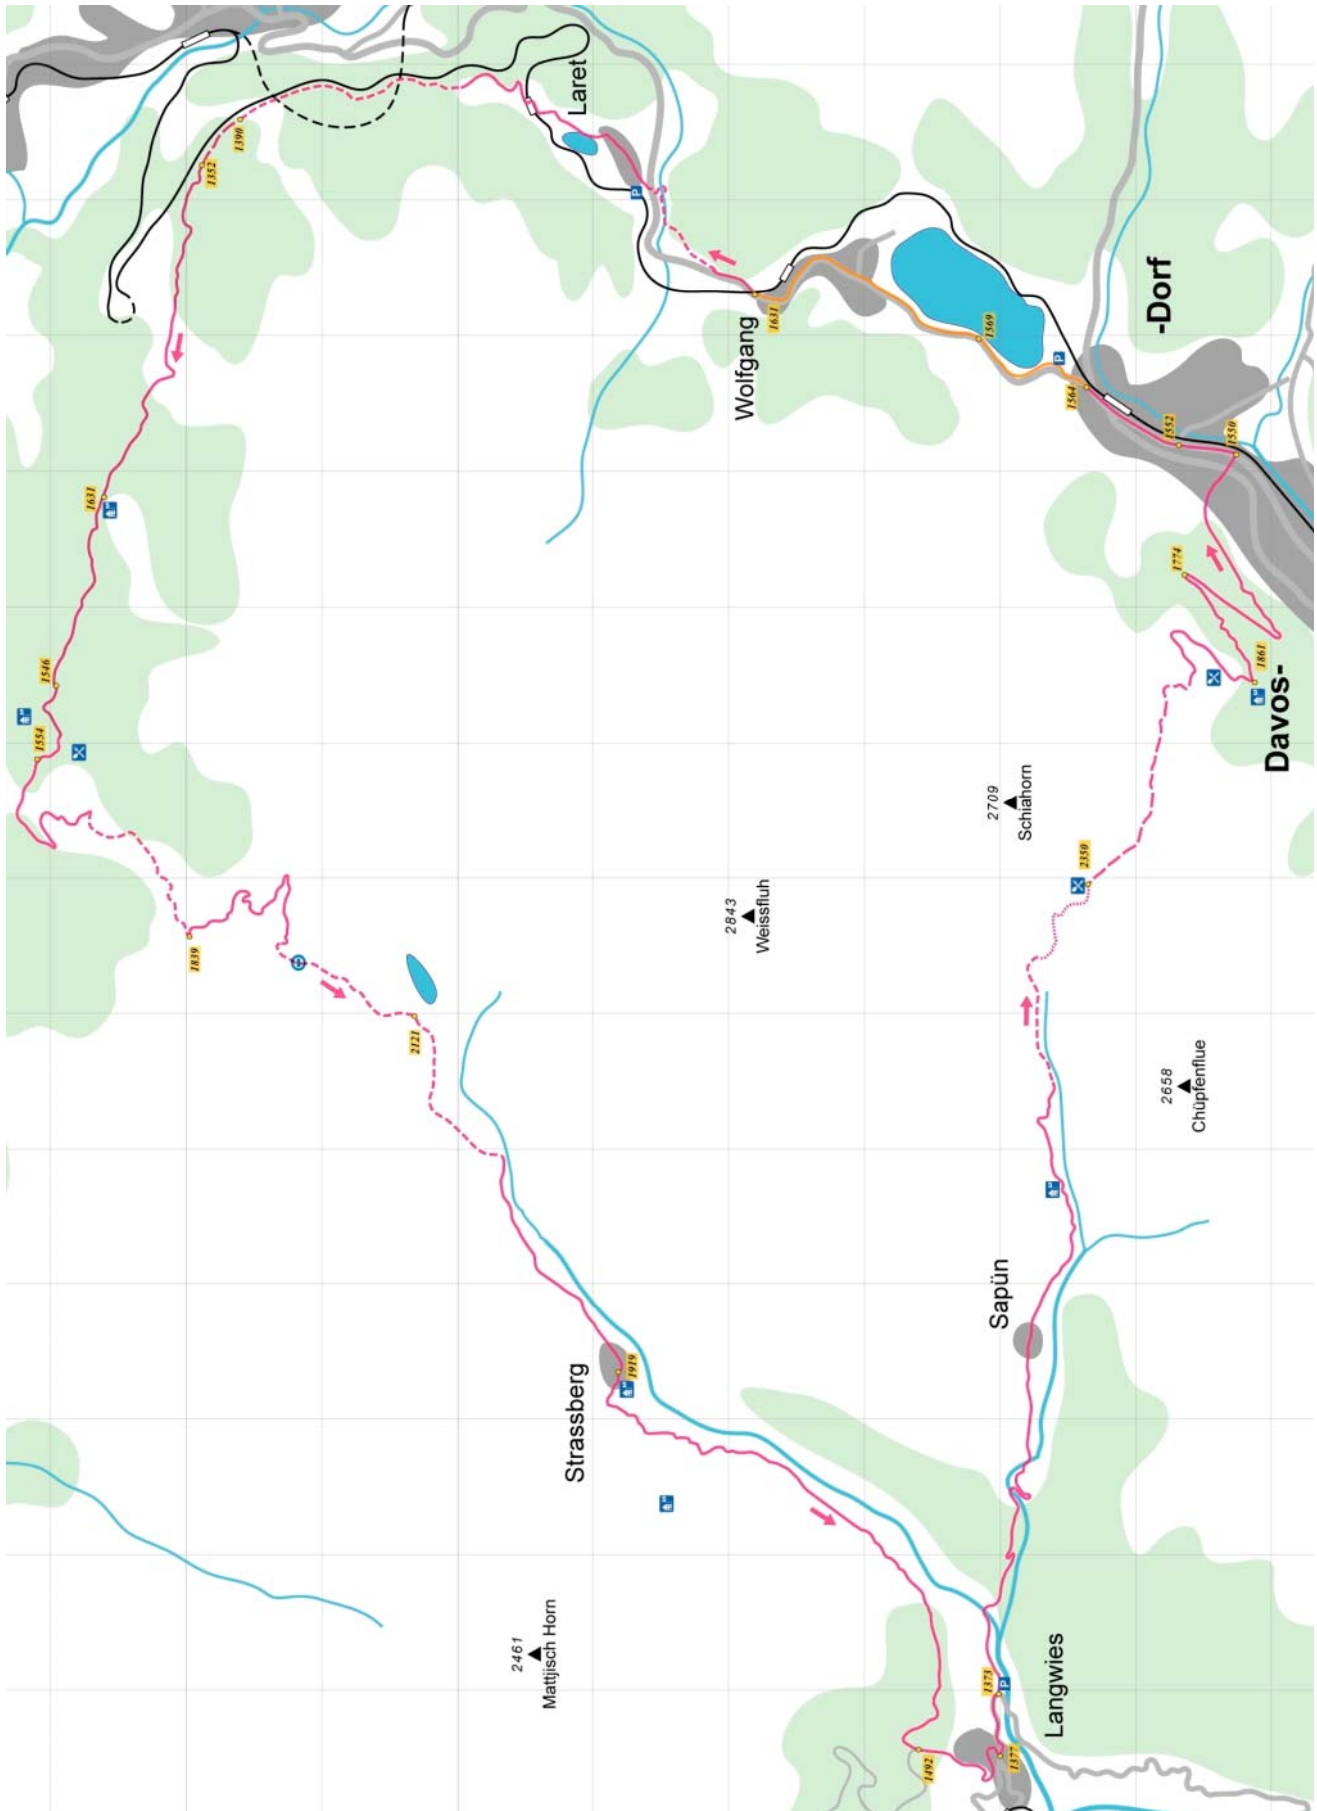 1554
1546
1631
1839
1352
1390
2121
2461
Mattjisch Horn
Strassberg
1919
Laret
P
2843
Weissfluh
Wolfgang
1631
1492
1373
P
1377
Langwies
Sapün
2709
Schiahorn
1569
P
1564
2350
2658
Chüpfenflue
1552
1774
1550
1861
Davos-
-Dorf